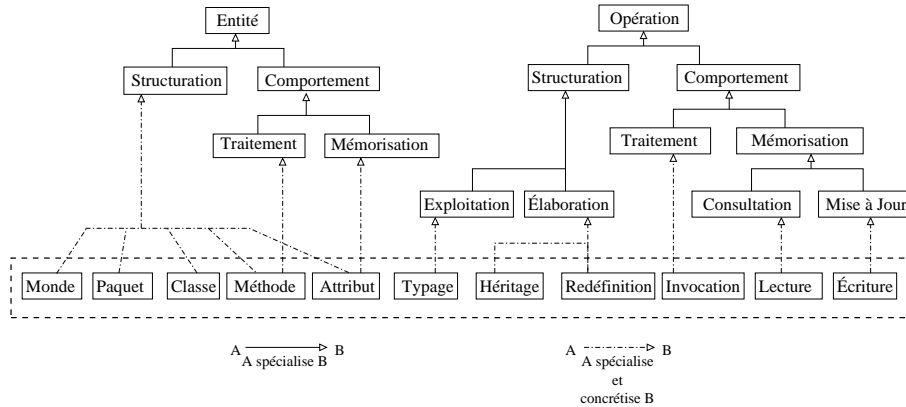 Entité
Opération
Structuration
Comportement
Structuration
Comportement
Traitement
Mémorisation
Traitement
Mémorisation
Exploitation
Élaboration
Consultation
Mise à Jour
Monde
Paquet
Classe
Méthode
Attribut
Typage
Héritage
Redéfinition
Invocation
Lecture
Écriture
A
B
A spécialise B
A
B
A spécialise
et
concrétise B